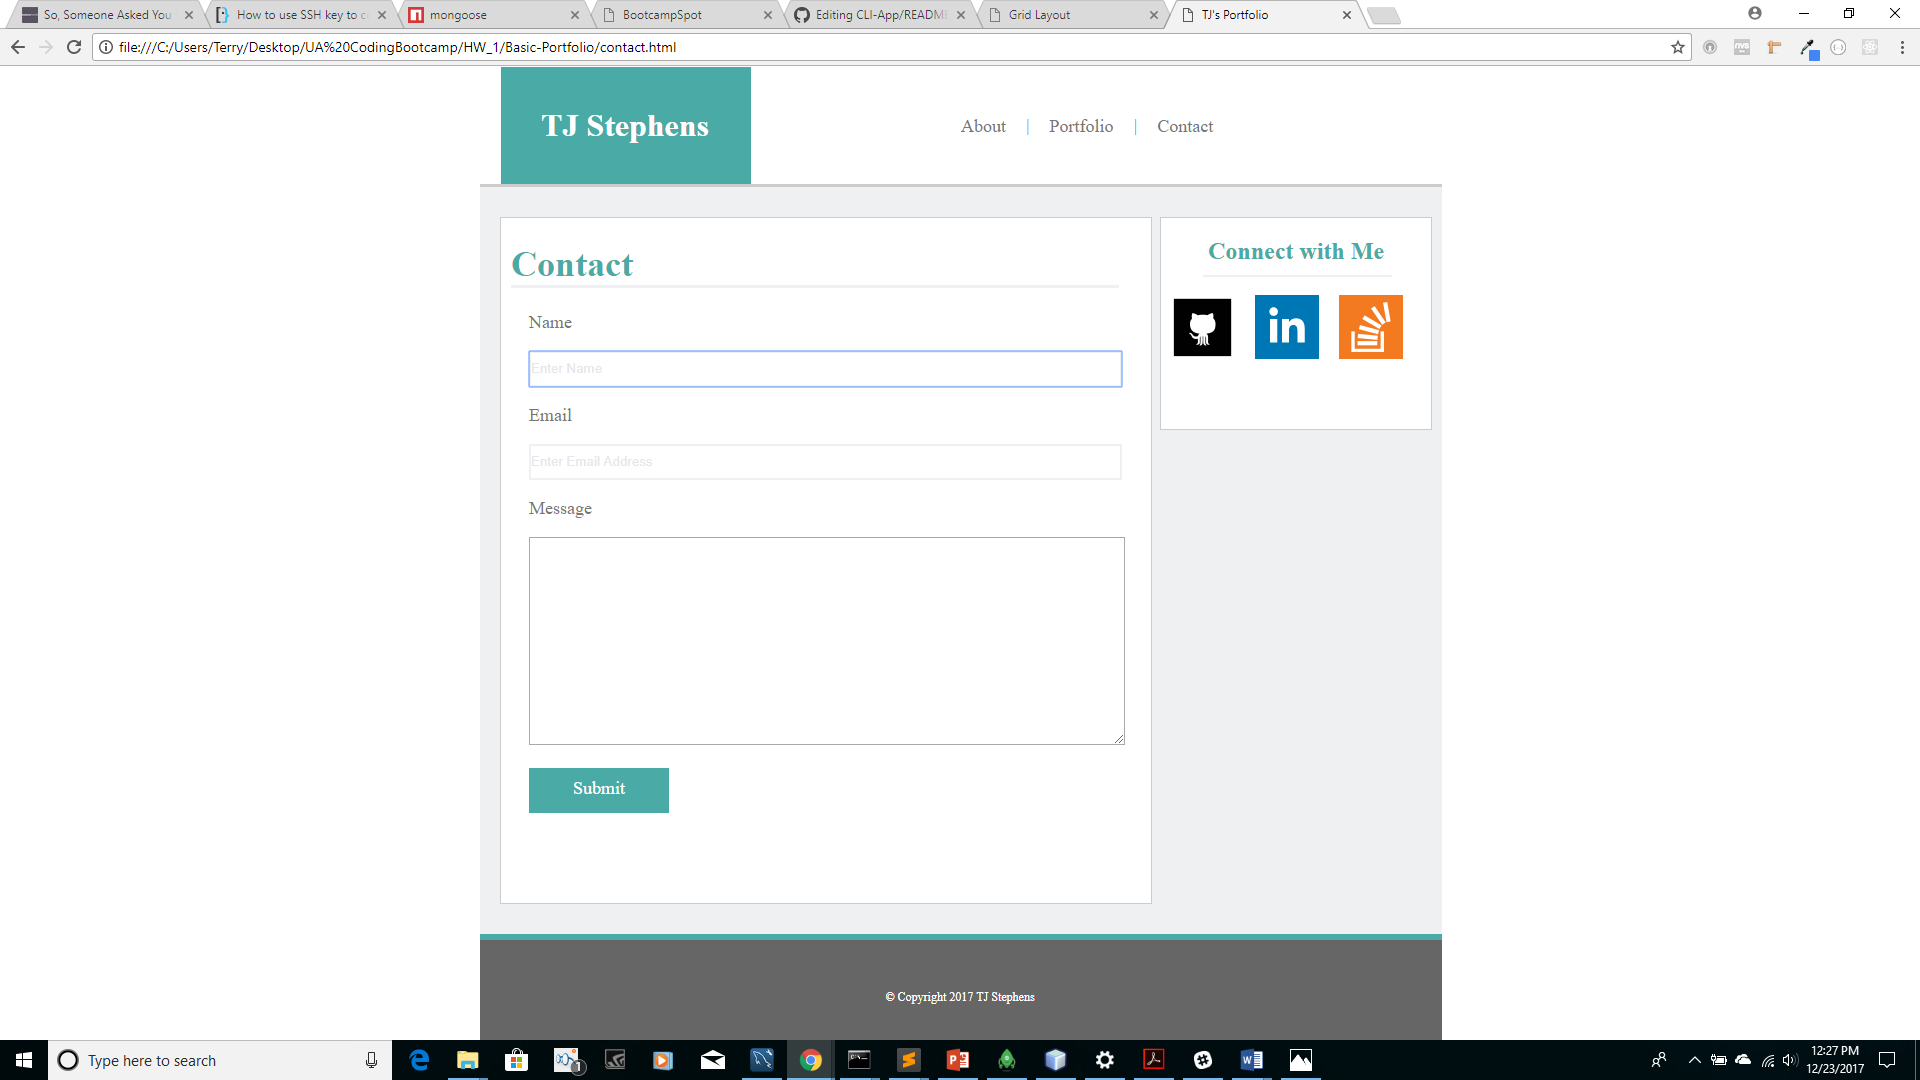 So, Someone Asked You
How to use SSH key to c
mongoose
BootcampSpot
Editing CLI-App/READM
Grid Layout
TJ's Portfolio
file:///C:/Users/Terry/Desktop/UA%20CodingBootcamp/HW_1/Basic-Portfolio/contact.html
TJ Stephens
About | Portfolio | Contact
Contact
Name
Enter Name
Email
Enter Email Address
Message
Submit
Connect with Me
in
© Copyright 2017 TJ Stephens
Type here to search
1
12:27 PM
12/23/2017